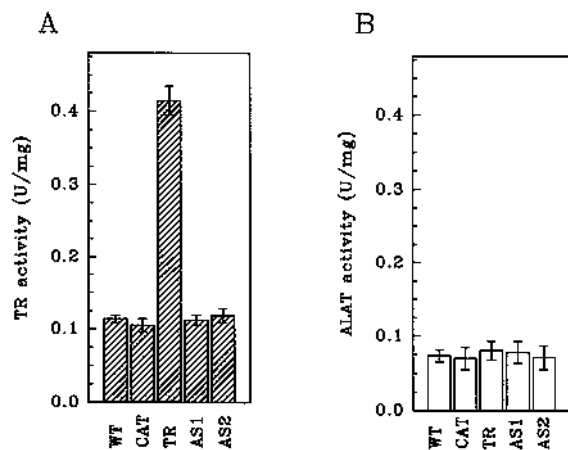 A
TR activity (U/mg)
0.4
0.3
0.2
0.1
0.0
WT
CAT
TR
AS1
AS2
B
ALAT activity (U/mg)
0.4
0.3
0.2
0.1
0.0
WT
CAT
TR
AS1
AS2